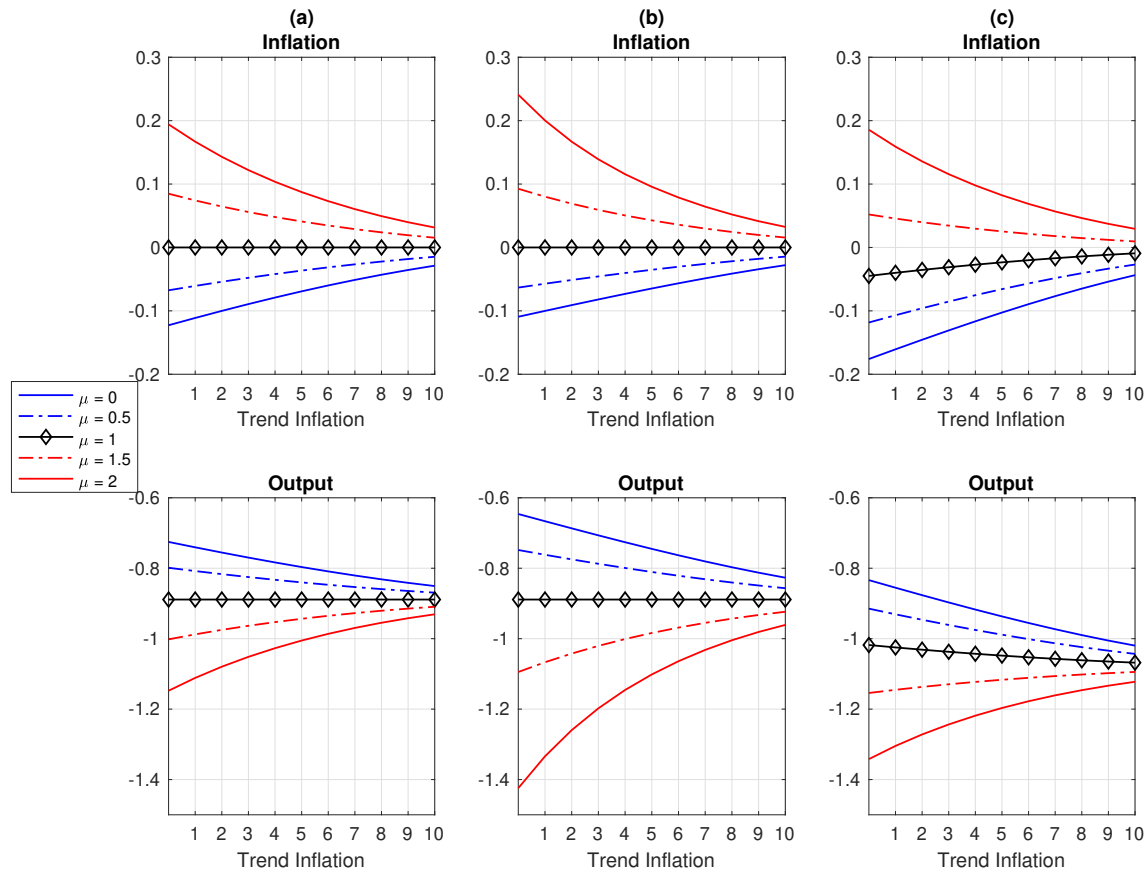 (a)
Inflation
0.3
0.2
0.1
0
-0.1
-0.2
1 2 3 4 5 6 7 8 9 10
Trend Inflation
(b)
Inflation
0.3
0.2
0.1
0
-0.1
-0.2
1 2 3 4 5 6 7 8 9 10
Trend Inflation
(c)
Inflation
0.3
0.2
0.1
0
-0.1
-0.2
1 2 3 4 5 6 7 8 9 10
Trend Inflation
μ = 0
μ = 0.5
μ = 1
μ = 1.5
μ = 2
Output
-0.6
-0.8
-1
-1.2
-1.4
1 2 3 4 5 6 7 8 9 10
Trend Inflation
Output
-0.6
-0.8
-1
-1.2
-1.4
1 2 3 4 5 6 7 8 9 10
Trend Inflation
Output
-0.6
-0.8
-1
-1.2
-1.4
1 2 3 4 5 6 7 8 9 10
Trend Inflation